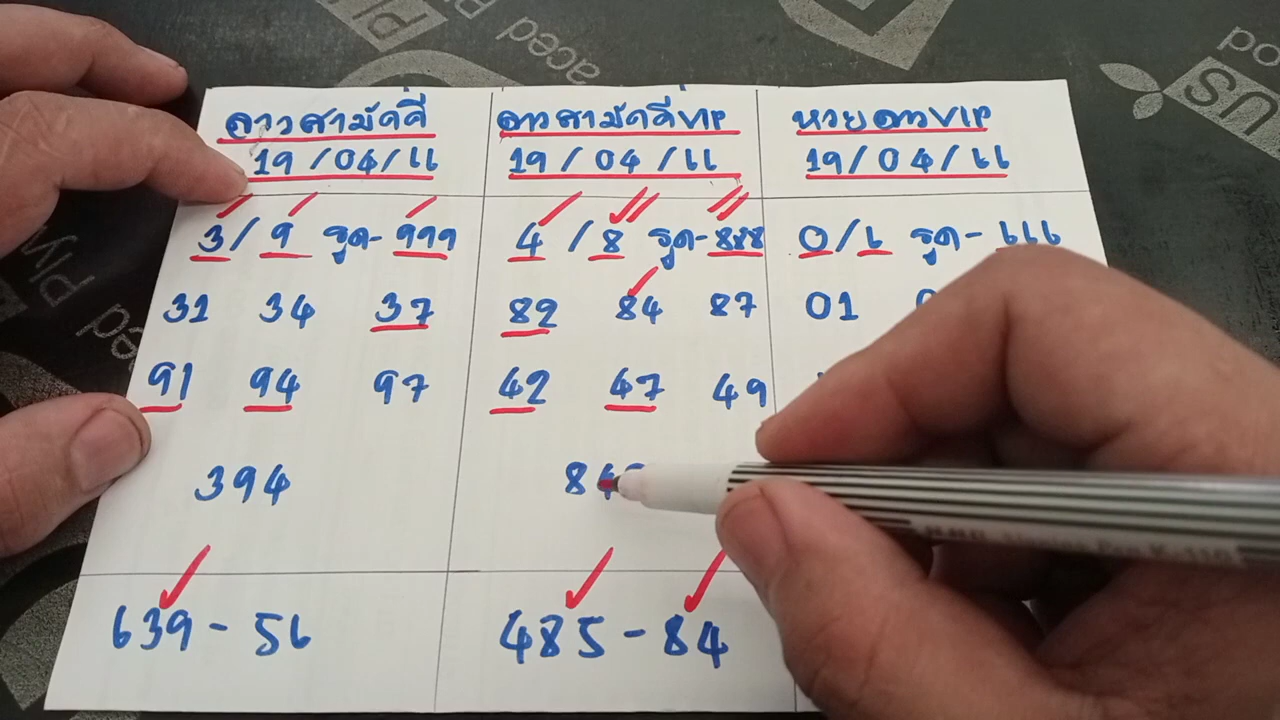 ลาวสามัคคี
19/04/66
3/9 รูด-999
31 34 37
91 94 97
394
639-56
ลาวสามัคคีVIP
19/04/66
4/8 รูด-888
82 84 87
42 47 49
485-84
หวยลาวVIP
19/04/66
0/6 รูด-666
01